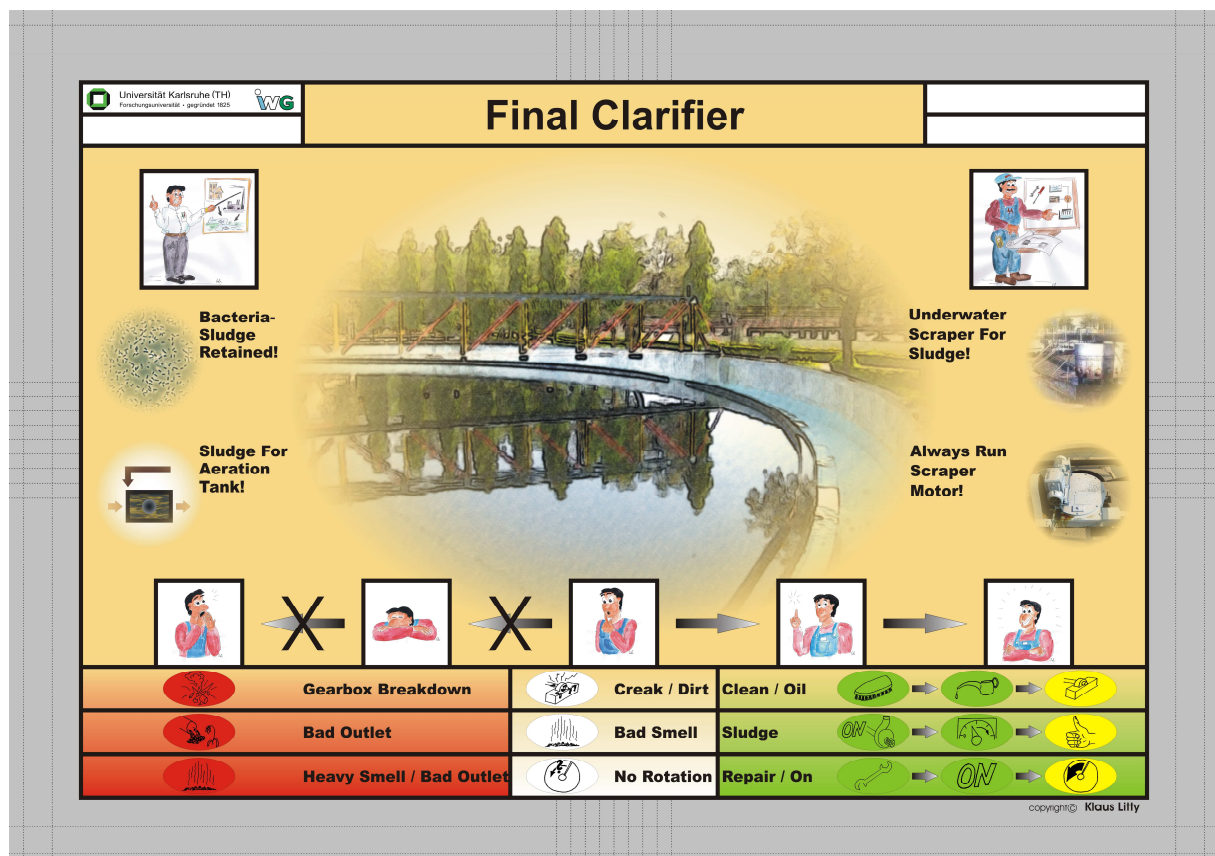 Universität Karlsruhe (TH)
Forschungsuniversität • gegründet 1825
iWG
Final Clarifier
Bacteria-
Sludge
Retained!
Underwater
Scraper For
Sludge!
Sludge For
Aeration
Tank!
Always Run
Scraper
Motor!
Gearbox Breakdown
Creak / Dirt
Clean / Oil
Bad Outlet
Bad Smell
Sludge
ON
Heavy Smell / Bad Outlet
No Rotation
Repair / On
ON
copyright© Klaus Litty